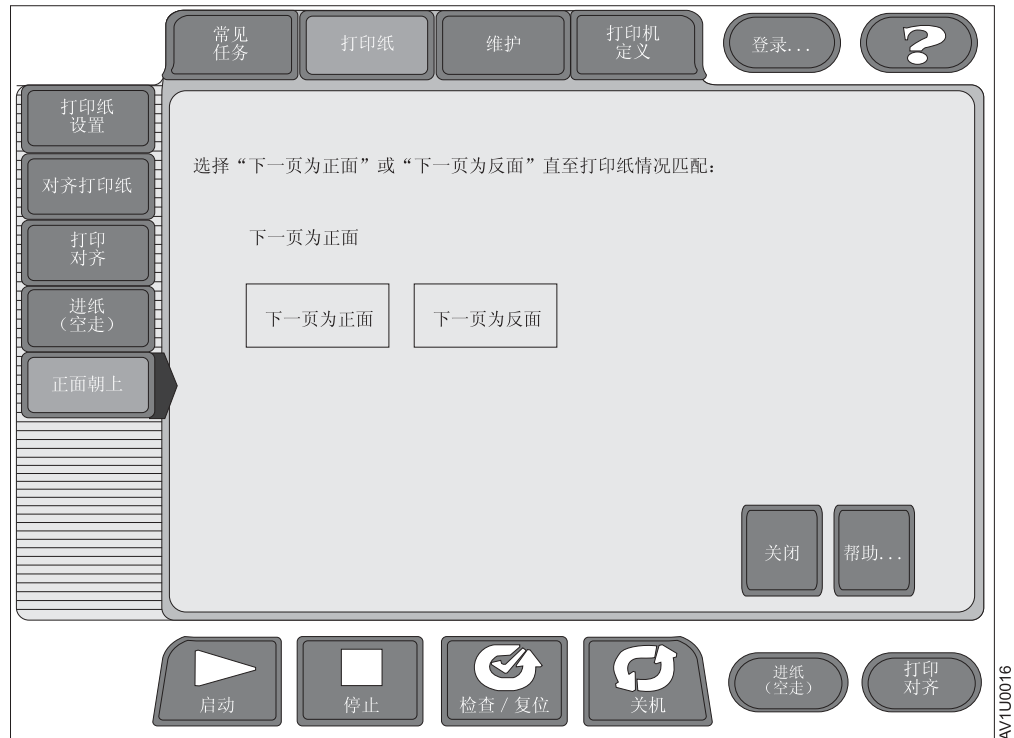 常见
任务
打印纸
维护
打印机
定义
登录...
?
打印纸
设置
对齐打印纸
打印
对齐
进纸
（空走）
正面朝上
选择“下一页为正面”或“下一页为反面”直至打印纸情况匹配：
下一页为正面
下一页为正面
下一页为反面
关闭
帮助...
启动
停止
检查 / 复位
关机
进纸
（空走）
打印
对齐
AV1U0016